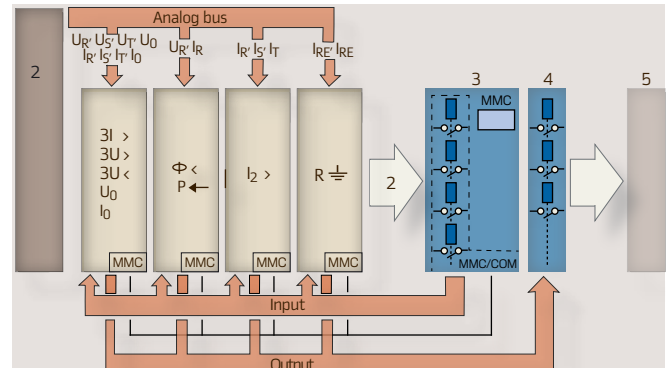 Analog bus
U_R, U_S, U_T, U_0
I_R, I_S, I_T, I_0
U_R, I_R
I_R, I_S, I_T
I_RE, I_RE
2
3
4
5
3I >
3U >
3U <
U_0
I_0
Φ <
P ←
I_2 >
R ⏚
2
MMC
MMC
MMC
MMC
MMC
MMC/COM
Input
Output